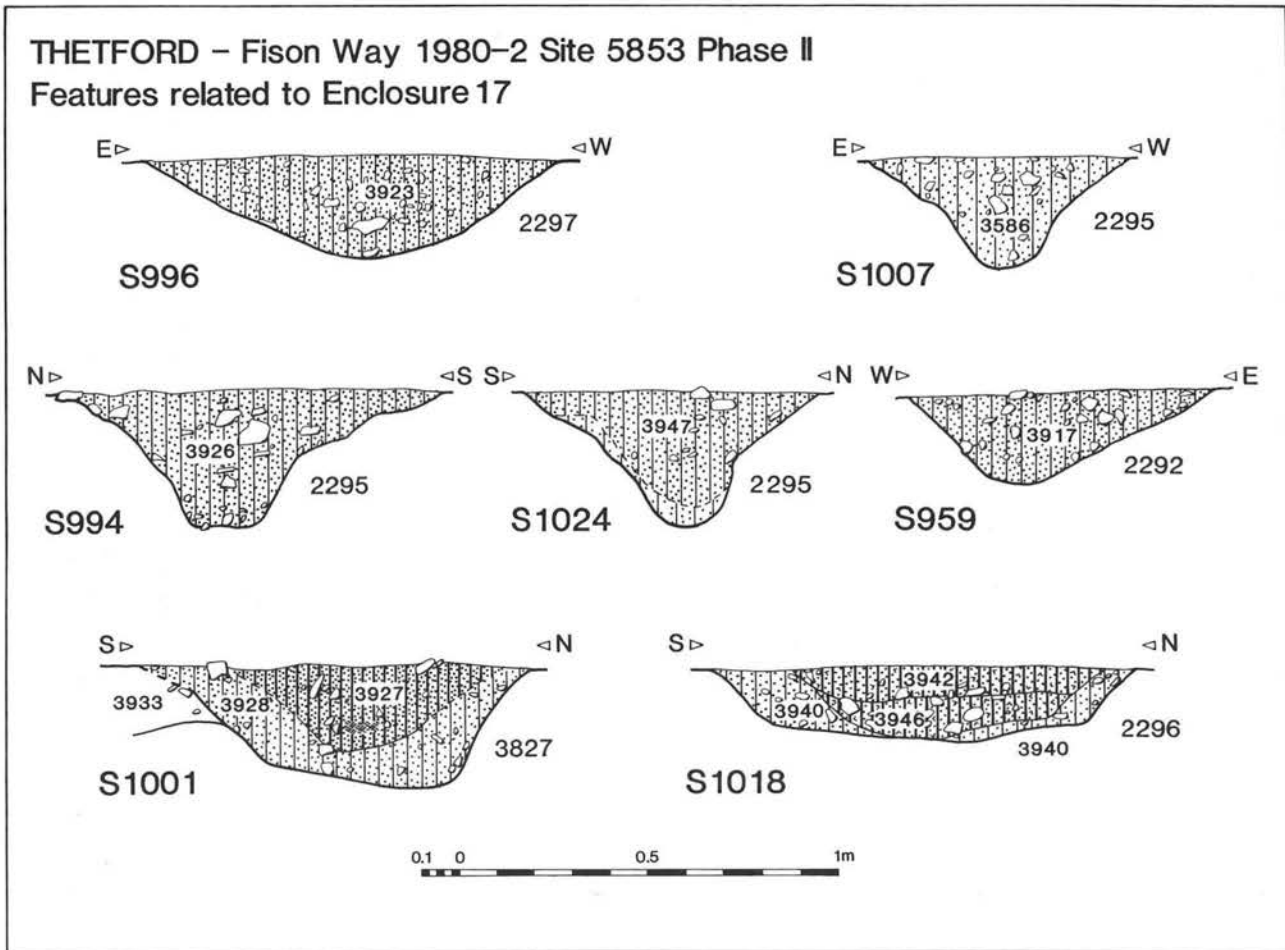 THETFORD – Fison Way 1980–2 Site 5853 Phase II
Features related to Enclosure 17
E W
3923
2297
S996
E W
3586
2295
S1007
N S
3926
2295
S994
S N
3947
2295
S1024
W E
3917
2292
S959
S N
3933 3928 3927
3827
S1001
S N
3942
3940 3946
2296
3940
S1018
0.1 0 0.5 1m